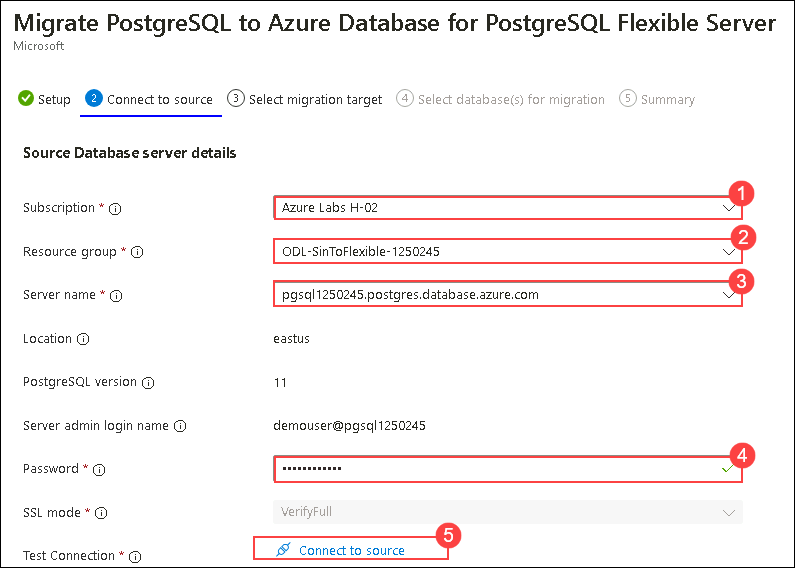 Migrate PostgreSQL to Azure Database for PostgreSQL Flexible Server
Microsoft
Setup 2 Connect to source 3 Select migration target 4 Select database(s) for migration 5 Summary
Source Database server details
1
Subscription * Azure Labs H-02
2
Resource group * ODL-SinToFlexible-1250245
3
Server name * pgsql1250245.postgres.database.azure.com
Location eastus
PostgreSQL version 11
Server admin login name demouser@pgsql1250245
4
Password * ••••••••••••
SSL mode * VerifyFull
5
Test Connection * Connect to source